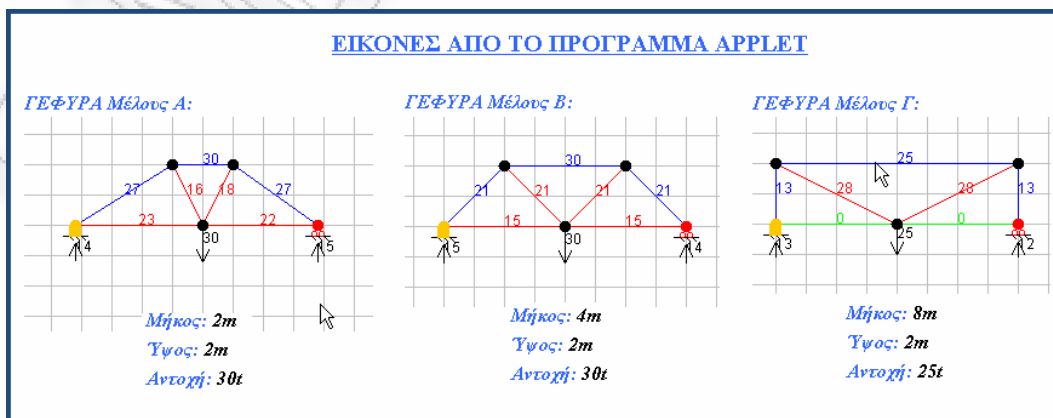 ΕΙΚΟΝΕΣ ΑΠΟ ΤΟ ΠΡΟΓΡΑΜΜΑ APPLET
ΓΕΦΥΡΑ Μέλους Α:
30
27 16 18 27
23 22
4 30 5
Μήκος: 2m
Ύψος: 2m
Αντοχή: 30t
ΓΕΦΥΡΑ Μέλους Β:
30
21 21 21 21
15 15
5 30 4
Μήκος: 4m
Ύψος: 2m
Αντοχή: 30t
ΓΕΦΥΡΑ Μέλους Γ:
25
13 28 28 13
0 0
3 25 2
Μήκος: 8m
Ύψος: 2m
Αντοχή: 25t